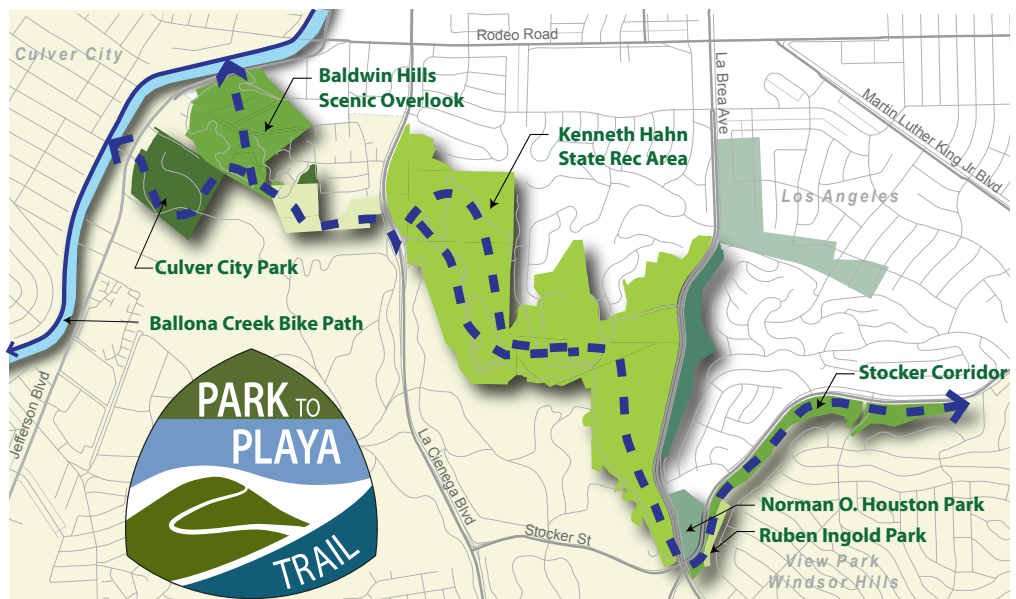 Culver City
Rodeo Road
La Brea Ave
Martin Luther King Jr Blvd
Baldwin Hills
Scenic Overlook
Kenneth Hahn
State Rec Area
Los Angeles
Culver City Park
Ballona Creek Bike Path
Jefferson Blvd
La Cienega Blvd
Stocker St
Stocker Corridor
Norman O. Houston Park
Ruben Ingold Park
View Park
Windsor Hills
PARK TO
PLAYA
TRAIL